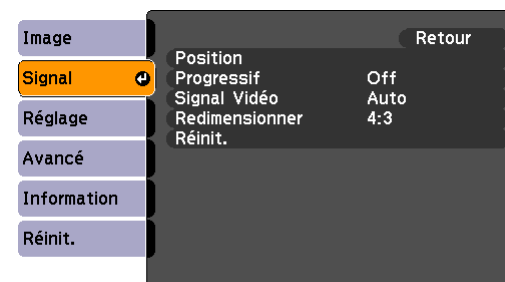 Image
Signal
Réglage
Avancé
Information
Réinit.
Retour
Position
Progressif Off
Signal Vidéo Auto
Redimensionner 4:3
Réinit.